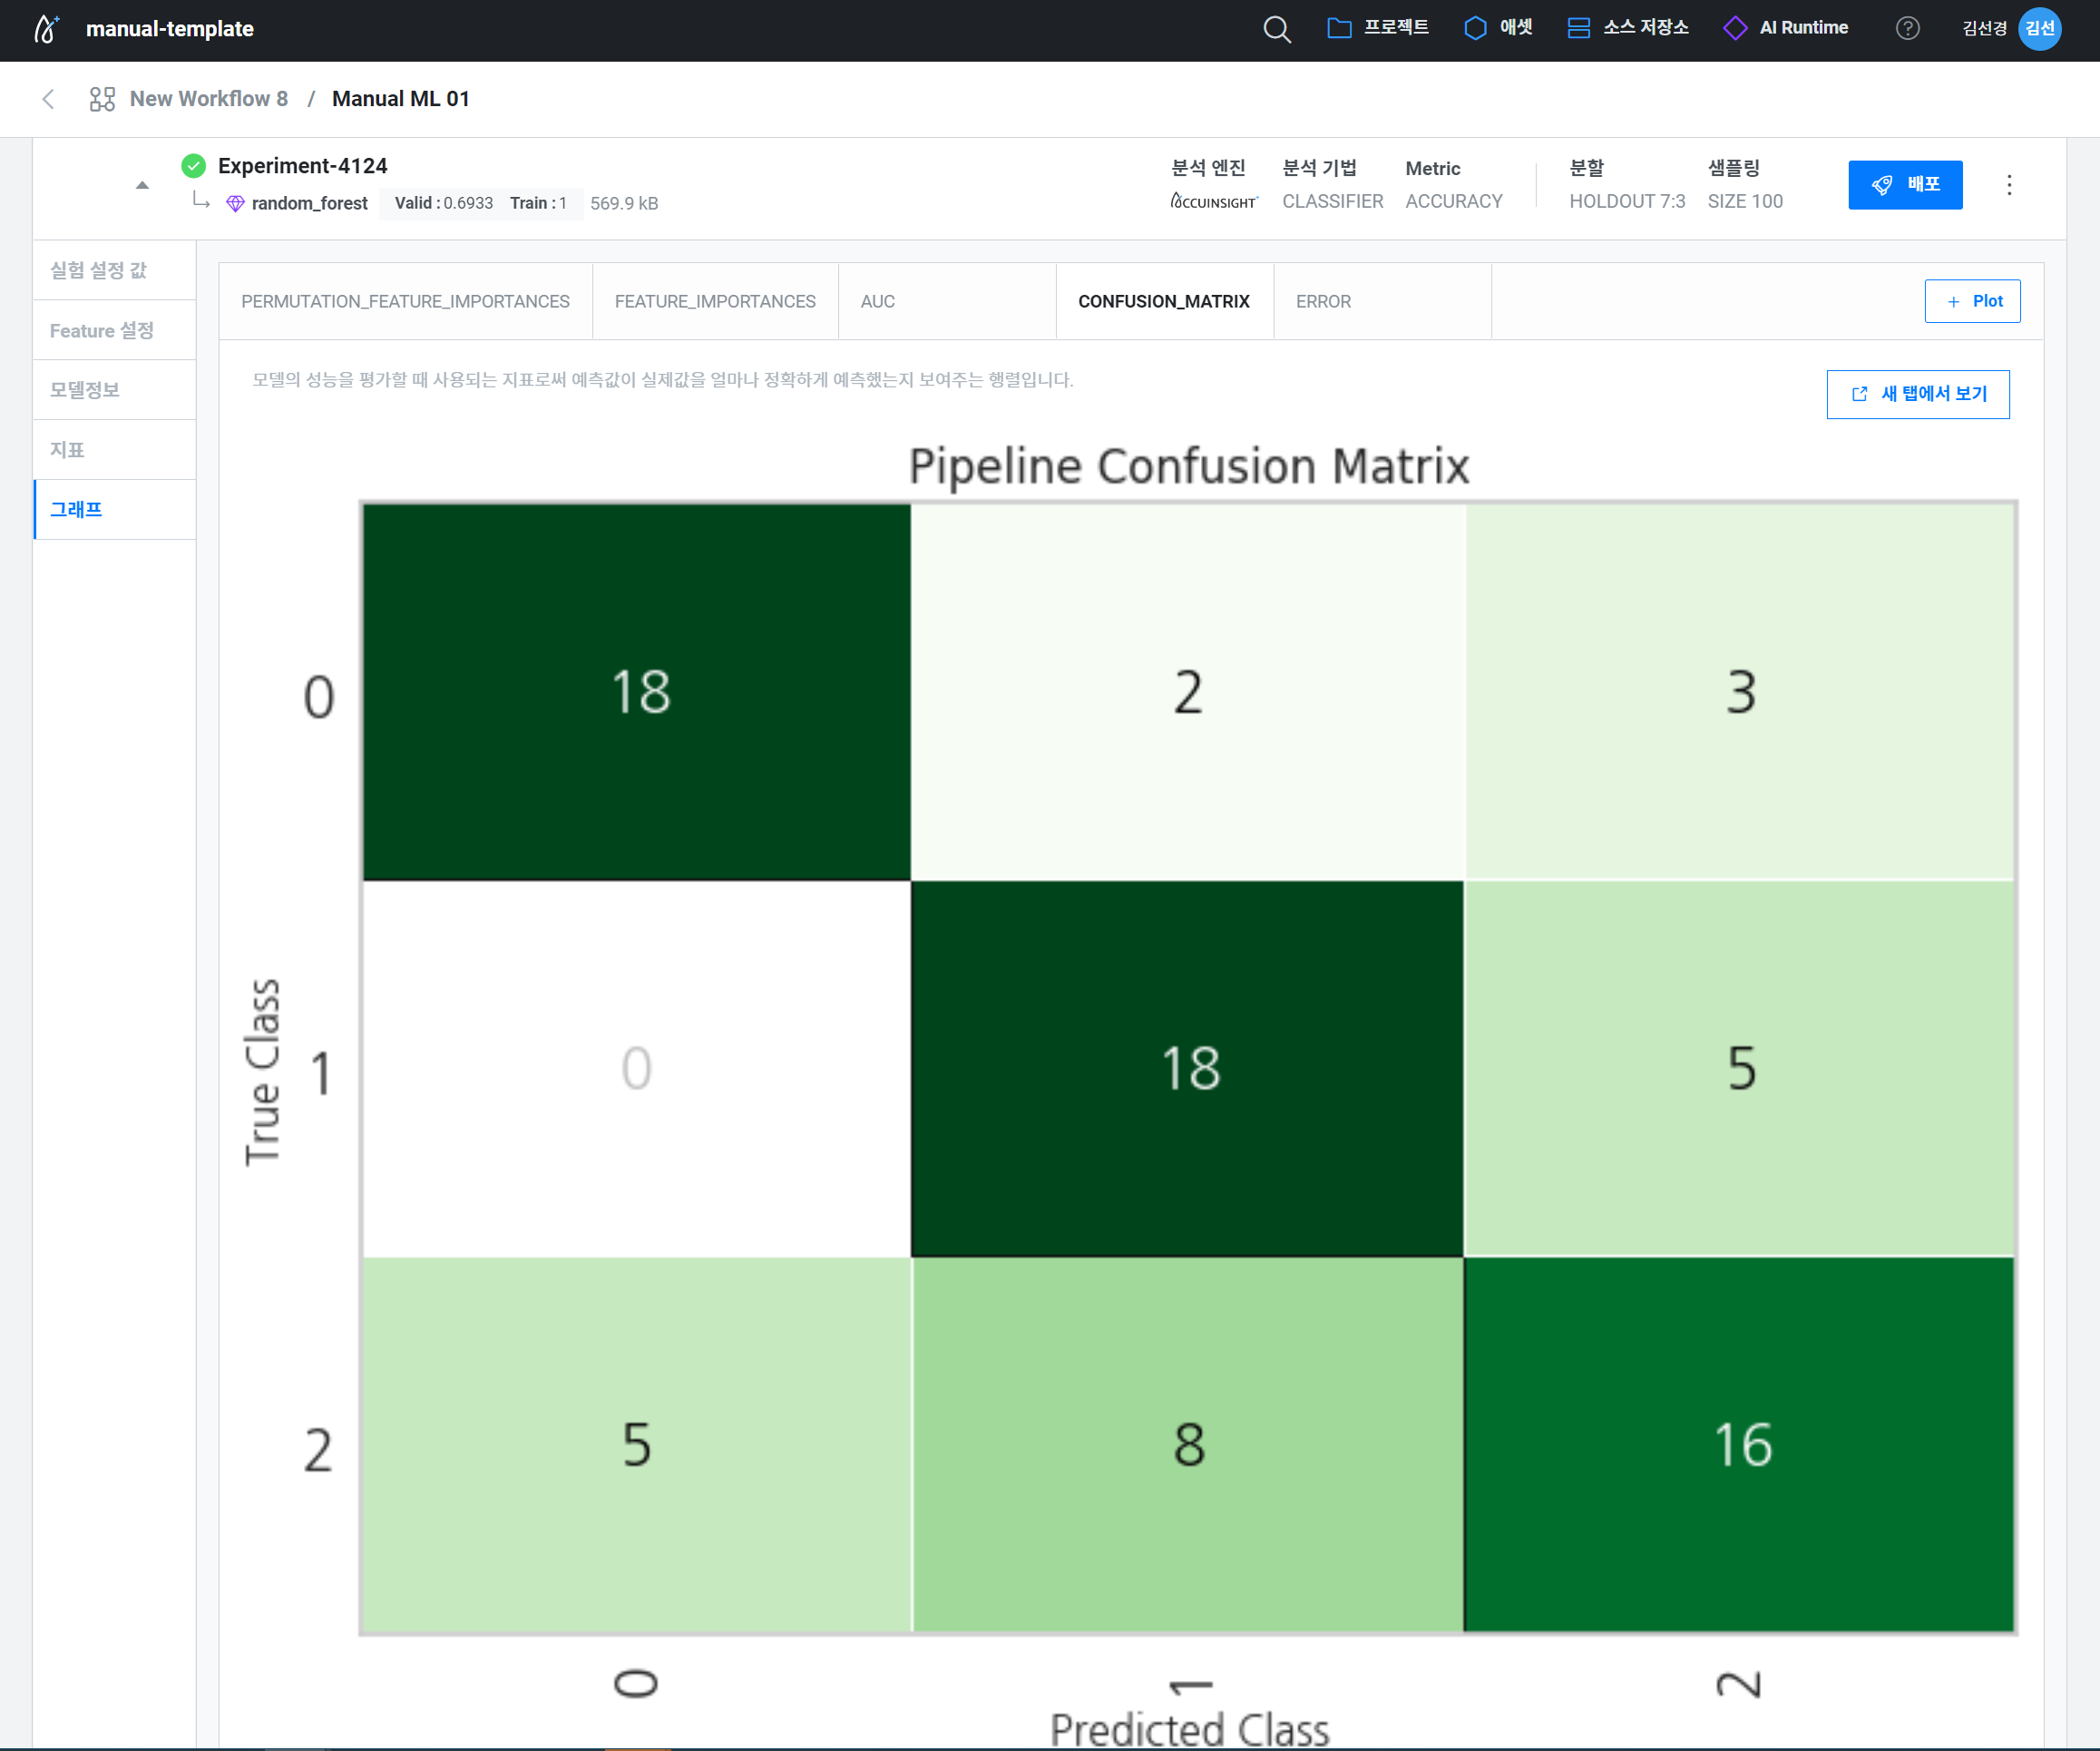 manual-template
프로젝트 애셋 소스 저장소 AI Runtime ? 김선경 김선
New Workflow 8 / Manual ML 01
Experiment-4124
random_forest Valid : 0.6933 Train : 1 569.9 kB
분석 엔진 분석 기법 Metric 분할 샘플링
ACCUINSIGHT+ CLASSIFIER ACCURACY HOLDOUT 7:3 SIZE 100
배포
실험 설정 값
Feature 설정
모델정보
지표
그래프
PERMUTATION_FEATURE_IMPORTANCES FEATURE_IMPORTANCES AUC CONFUSION_MATRIX ERROR
+ Plot
모델의 성능을 평가할 때 사용되는 지표로써 예측값이 실제값을 얼마나 정확하게 예측했는지 보여주는 행렬입니다.
새 탭에서 보기
Pipeline Confusion Matrix
0 18 2 3
True Class
1 0 18 5
2 5 8 16
0 1 2
Predicted Class